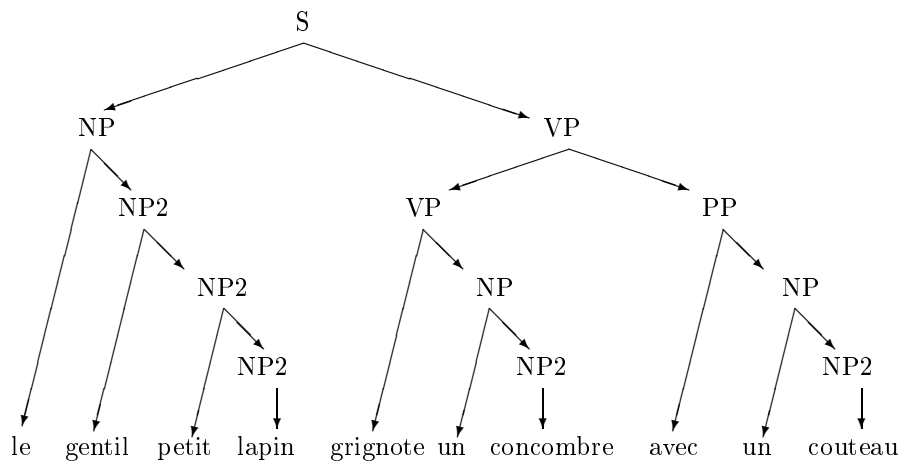 S
NP VP
NP2 VP PP
NP2 NP NP
NP2 NP2 NP2
le gentil petit lapin grignote un concombre avec un couteau